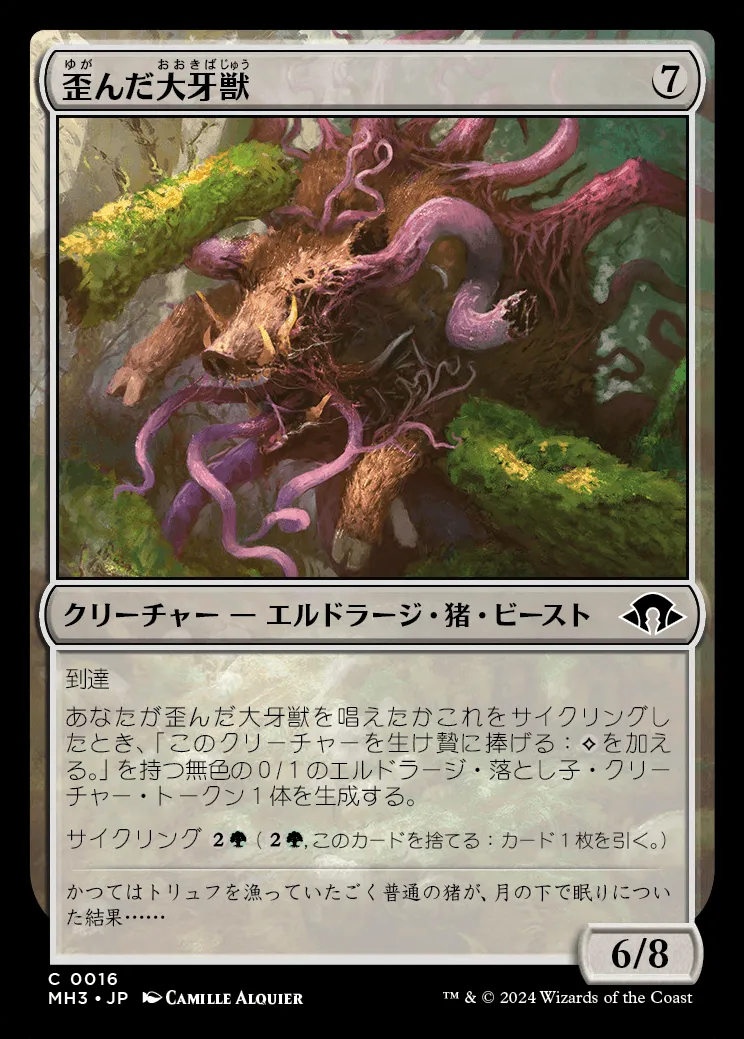 ゆが おおきばじゅう
歪んだ大牙獣 7
クリーチャー — エルドラージ・猪・ビースト
到達
あなたが歪んだ大牙獣を唱えたかこれをサイクリングし
たとき、「このクリーチャーを生け贄に捧げる：を加え
る。」を持つ無色の０/１のエルドラージ・落とし子・クリー
チャー・トークン１体を生成する。
サイクリング 2（2,このカードを捨てる：カード１枚を引く。）
かつてはトリュフを漁っていたごく普通の猪が、月の下で眠りについ
た結果……
6/8
C 0016
MH3 • JP CAMILLE ALQUIER
™ & © 2024 Wizards of the Coast